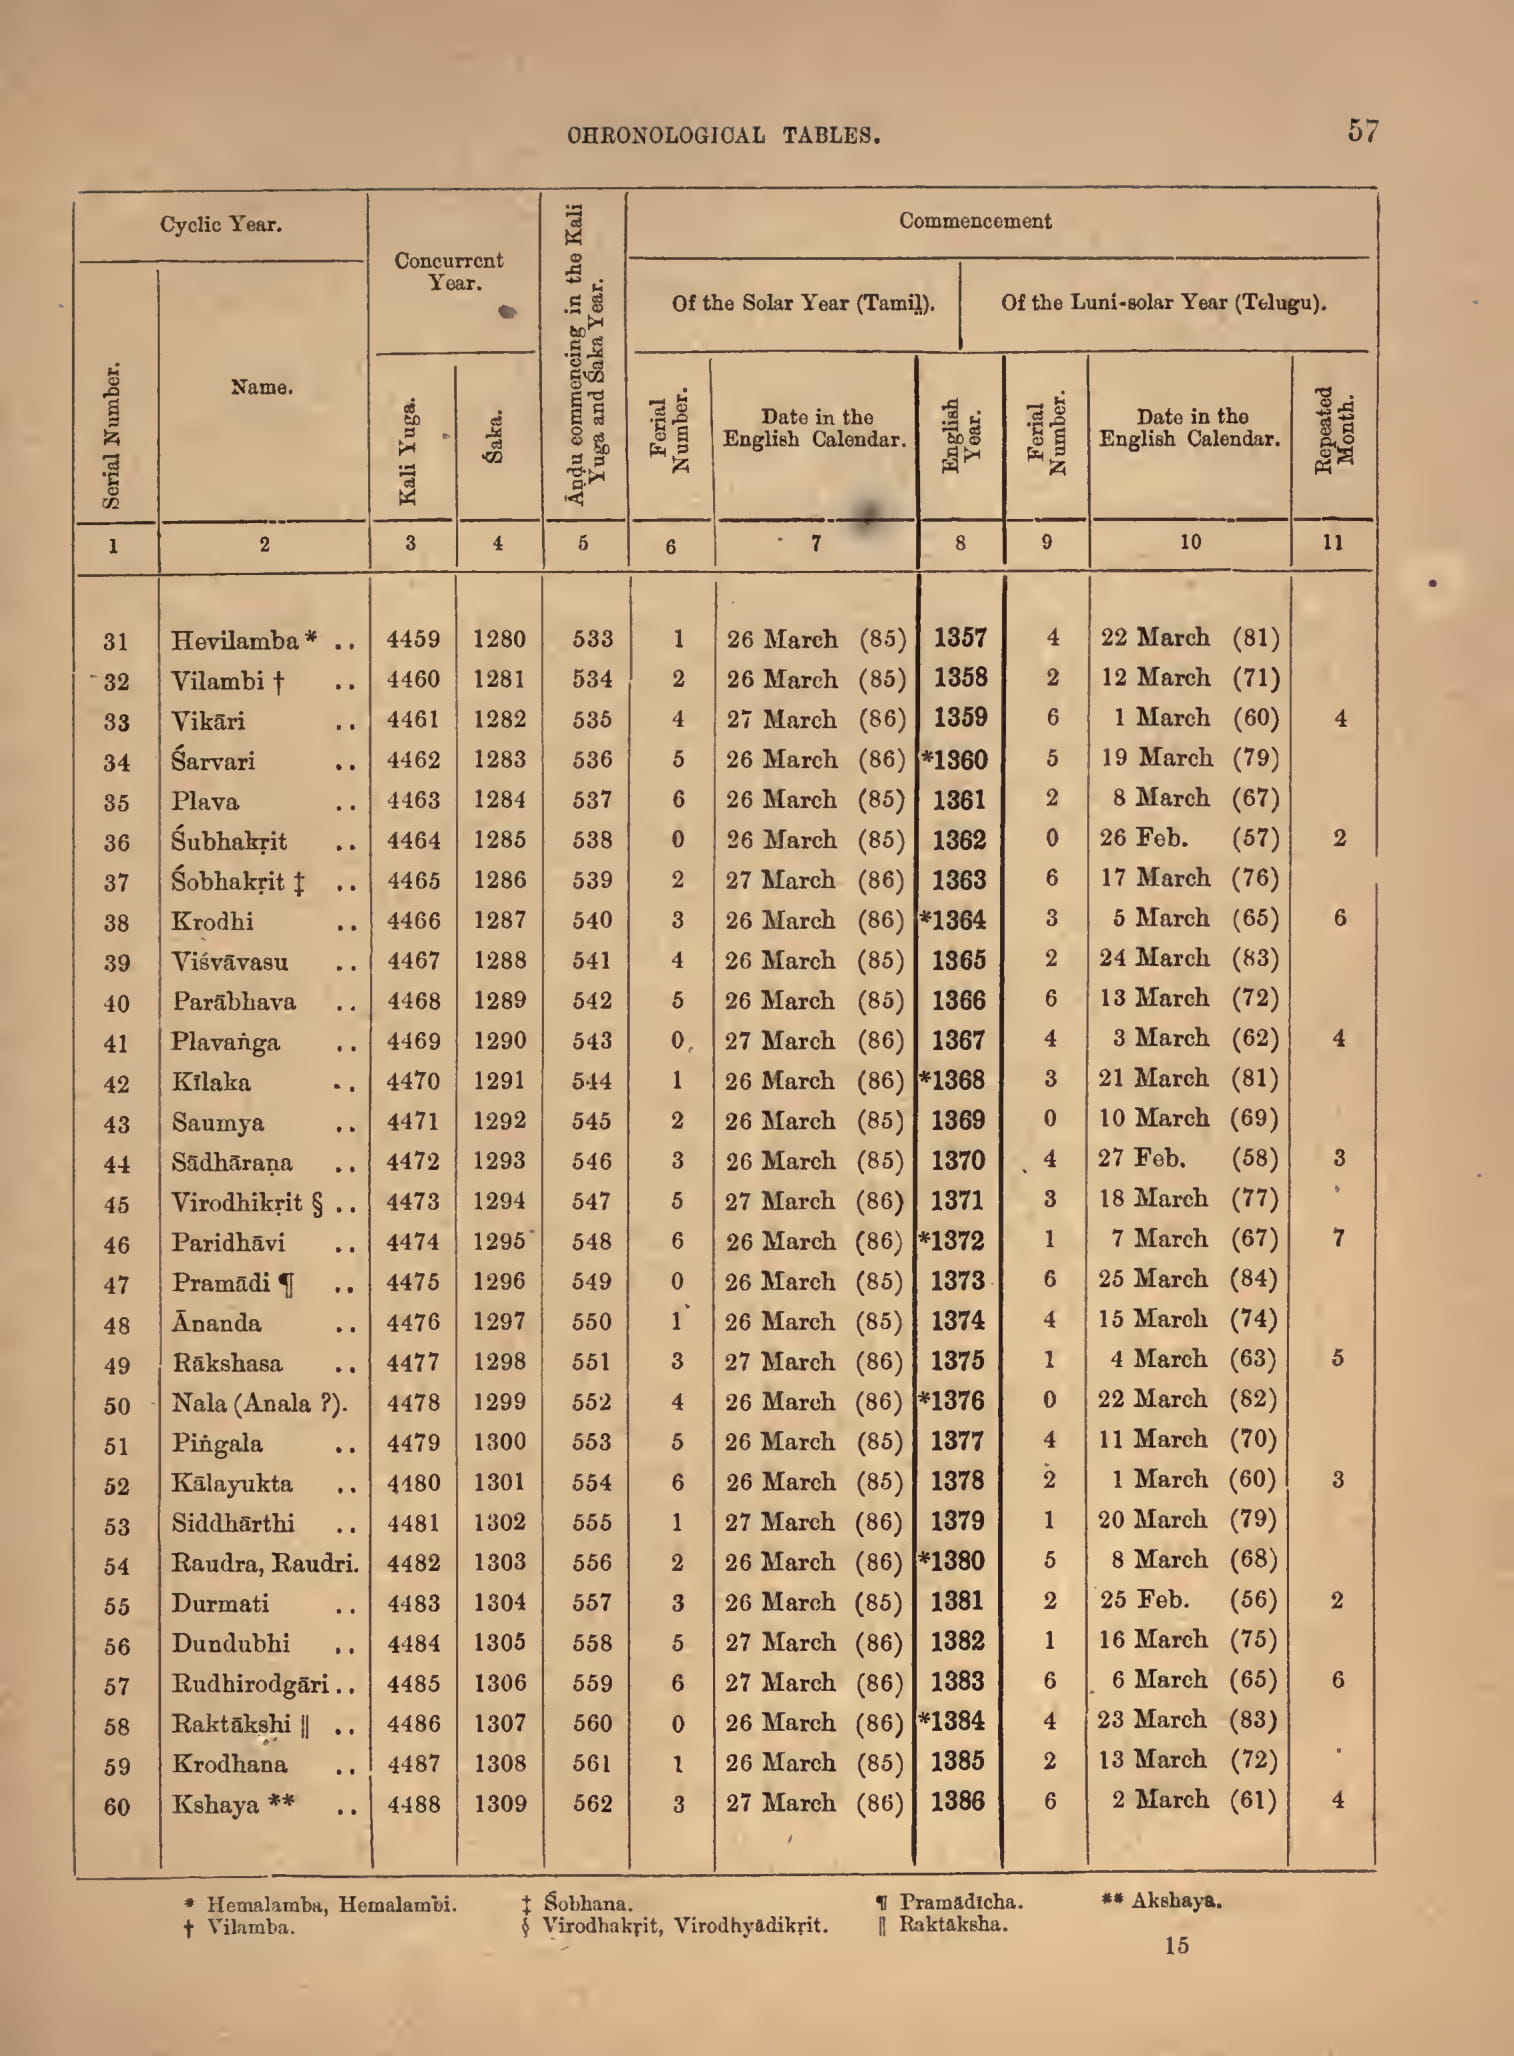 CHRONOLOGICAL TABLES. 57
Cyclic Year. Concurrent Year. Āṇḍu commencing in the Kali Yuga and Śaka Year. Commencement
Of the Solar Year (Tamiḻ). Of the Luni-solar Year (Telugu).
Serial Number. Name. Kali Yuga. Śaka. Ferial Number. Date in the English Calendar. English Year. Ferial Number. Date in the English Calendar. Repeated Month.
1 2 3 4 5 6 7 8 9 10 11
31 Hevilamba * .. 4459 1280 533 1 26 March (85) 1357 4 22 March (81)
32 Vilambi † .. 4460 1281 534 2 26 March (85) 1358 2 12 March (71)
33 Vikāri .. 4461 1282 535 4 27 March (86) 1359 6 1 March (60) 4
34 Śarvari .. 4462 1283 536 5 26 March (86) *1360 5 19 March (79)
35 Plava .. 4463 1284 537 6 26 March (85) 1361 2 8 March (67)
36 Śubhakṛit .. 4464 1285 538 0 26 March (85) 1362 0 26 Feb. (57) 2
37 Śobhakṛit ‡ .. 4465 1286 539 2 27 March (86) 1363 6 17 March (76)
38 Krodhi .. 4466 1287 540 3 26 March (86) *1364 3 5 March (65) 6
39 Viśvāvasu .. 4467 1288 541 4 26 March (85) 1365 2 24 March (83)
40 Parābhava .. 4468 1289 542 5 26 March (85) 1366 6 13 March (72)
41 Plavaṅga .. 4469 1290 543 0 27 March (86) 1367 4 3 March (62) 4
42 Kīlaka .. 4470 1291 544 1 26 March (86) *1368 3 21 March (81)
43 Saumya .. 4471 1292 545 2 26 March (85) 1369 0 10 March (69)
44 Sādhāraṇa .. 4472 1293 546 3 26 March (85) 1370 4 27 Feb. (58) 3
45 Virodhikṛit § .. 4473 1294 547 5 27 March (86) 1371 3 18 March (77)
46 Paridhāvi .. 4474 1295 548 6 26 March (86) *1372 1 7 March (67) 7
47 Pramādi ¶ .. 4475 1296 549 0 26 March (85) 1373 6 25 March (84)
48 Ānanda .. 4476 1297 550 1 26 March (85) 1374 4 15 March (74)
49 Rākshasa .. 4477 1298 551 3 27 March (86) 1375 1 4 March (63) 5
50 Nala (Anala ?). 4478 1299 552 4 26 March (86) *1376 0 22 March (82)
51 Piṅgala .. 4479 1300 553 5 26 March (85) 1377 4 11 March (70)
52 Kālayukta .. 4480 1301 554 6 26 March (85) 1378 2 1 March (60) 3
53 Siddhārthi .. 4481 1302 555 1 27 March (86) 1379 1 20 March (79)
54 Raudra, Raudri. 4482 1303 556 2 26 March (86) *1380 5 8 March (68)
55 Durmati .. 4483 1304 557 3 26 March (85) 1381 2 25 Feb. (56) 2
56 Dundubhi .. 4484 1305 558 5 27 March (86) 1382 1 16 March (75)
57 Rudhirodgāri .. 4485 1306 559 6 27 March (86) 1383 6 6 March (65) 6
58 Raktākshi ‖ .. 4486 1307 560 0 26 March (86) *1384 4 23 March (83)
59 Krodhana .. 4487 1308 561 1 26 March (85) 1385 2 13 March (72)
60 Kshaya ** .. 4488 1309 562 3 27 March (86) 1386 6 2 March (61) 4
* Hemalamba, Hemalambi. ‡ Śobhana. ¶ Pramādīcha. ** Akshaya.
† Vilamba. § Virodhakṛit, Virodhyādikṛit. ‖ Raktāksha.
15